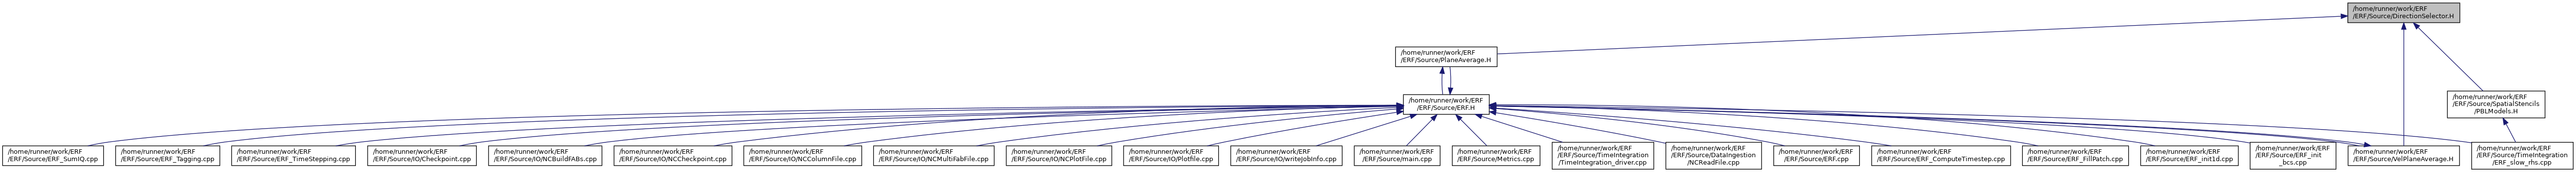 /home/runner/work/ERF
/ERF/Source/DirectionSelector.H
/home/runner/work/ERF
/ERF/Source/PlaneAverage.H
/home/runner/work/ERF
/ERF/Source/ERF.H
/home/runner/work/ERF
/ERF/Source/SpatialStencils
/PBLModels.H
/home/runner/work/ERF
/ERF/Source/ERF_SumIQ.cpp
/home/runner/work/ERF
/ERF/Source/ERF_Tagging.cpp
/home/runner/work/ERF
/ERF/Source/ERF_TimeStepping.cpp
/home/runner/work/ERF
/ERF/Source/IO/Checkpoint.cpp
/home/runner/work/ERF
/ERF/Source/IO/NCBuildFABs.cpp
/home/runner/work/ERF
/ERF/Source/IO/NCCheckpoint.cpp
/home/runner/work/ERF
/ERF/Source/IO/NCColumnFile.cpp
/home/runner/work/ERF
/ERF/Source/IO/NCMultiFabFile.cpp
/home/runner/work/ERF
/ERF/Source/IO/NCPlotFile.cpp
/home/runner/work/ERF
/ERF/Source/IO/Plotfile.cpp
/home/runner/work/ERF
/ERF/Source/IO/writeJobInfo.cpp
/home/runner/work/ERF
/ERF/Source/main.cpp
/home/runner/work/ERF
/ERF/Source/Metrics.cpp
/home/runner/work/ERF
/ERF/Source/TimeIntegration
/TimeIntegration_driver.cpp
/home/runner/work/ERF
/ERF/Source/DataIngestion
/NCReadFile.cpp
/home/runner/work/ERF
/ERF/Source/ERF.cpp
/home/runner/work/ERF
/ERF/Source/ERF_ComputeTimestep.cpp
/home/runner/work/ERF
/ERF/Source/ERF_FillPatch.cpp
/home/runner/work/ERF
/ERF/Source/ERF_init1d.cpp
/home/runner/work/ERF
/ERF/Source/ERF_init
_bcs.cpp
/home/runner/work/ERF
/ERF/Source/VelPlaneAverage.H
/home/runner/work/ERF
/ERF/Source/TimeIntegration
/ERF_slow_rhs.cpp